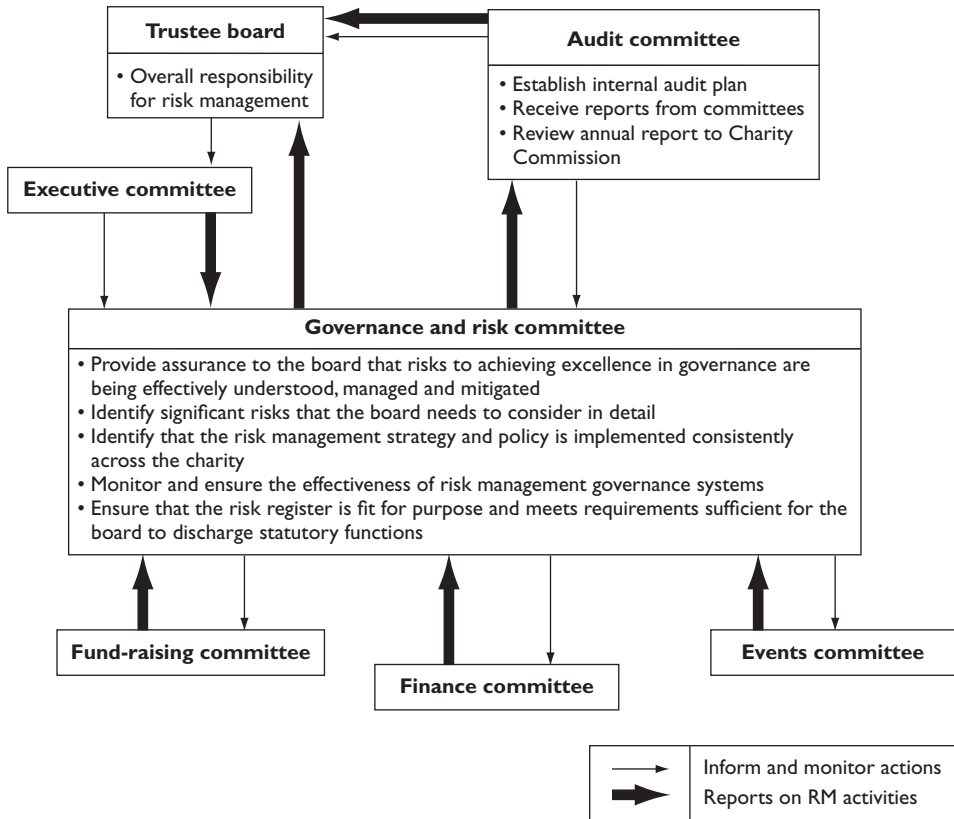 Trustee board
• Overall responsibility
for risk management
Audit committee
• Establish internal audit plan
• Receive reports from committees
• Review annual report to Charity
Commission
Executive committee
Governance and risk committee
• Provide assurance to the board that risks to achieving excellence in governance are
being effectively understood, managed and mitigated
• Identify significant risks that the board needs to consider in detail
• Identify that the risk management strategy and policy is implemented consistently
across the charity
• Monitor and ensure the effectiveness of risk management governance systems
• Ensure that the risk register is fit for purpose and meets requirements sufficient for the
board to discharge statutory functions
Fund-raising committee
Finance committee
Events committee
Inform and monitor actions
Reports on RM activities